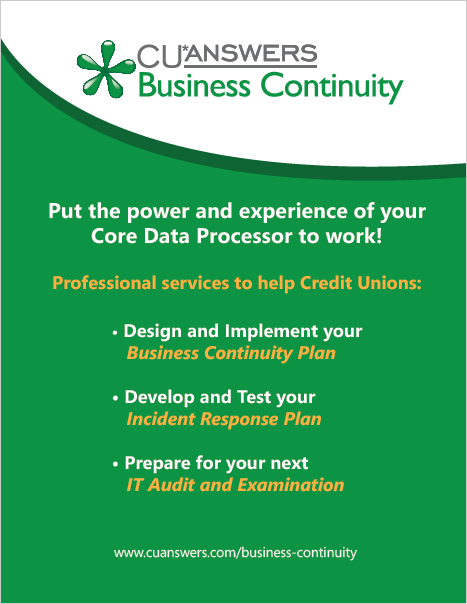 CU*ANSWERS
Business Continuity
Put the power and experience of your
Core Data Processor to work!
Professional services to help Credit Unions:
• Design and Implement your
Business Continuity Plan
• Develop and Test your
Incident Response Plan
• Prepare for your next
IT Audit and Examination
www.cuanswers.com/business-continuity